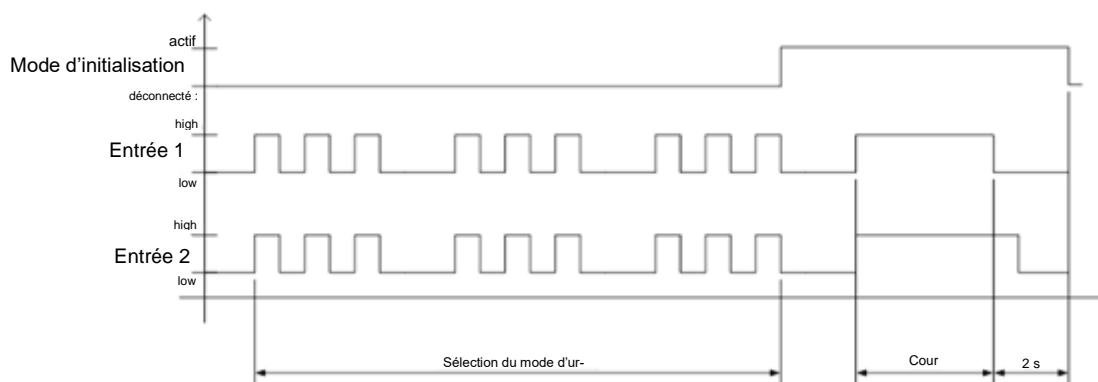 actif
Mode d'initialisation
déconnecté :
high
Entrée 1
low
high
Entrée 2
low
Sélection du mode d'ur-
Cour
2 s